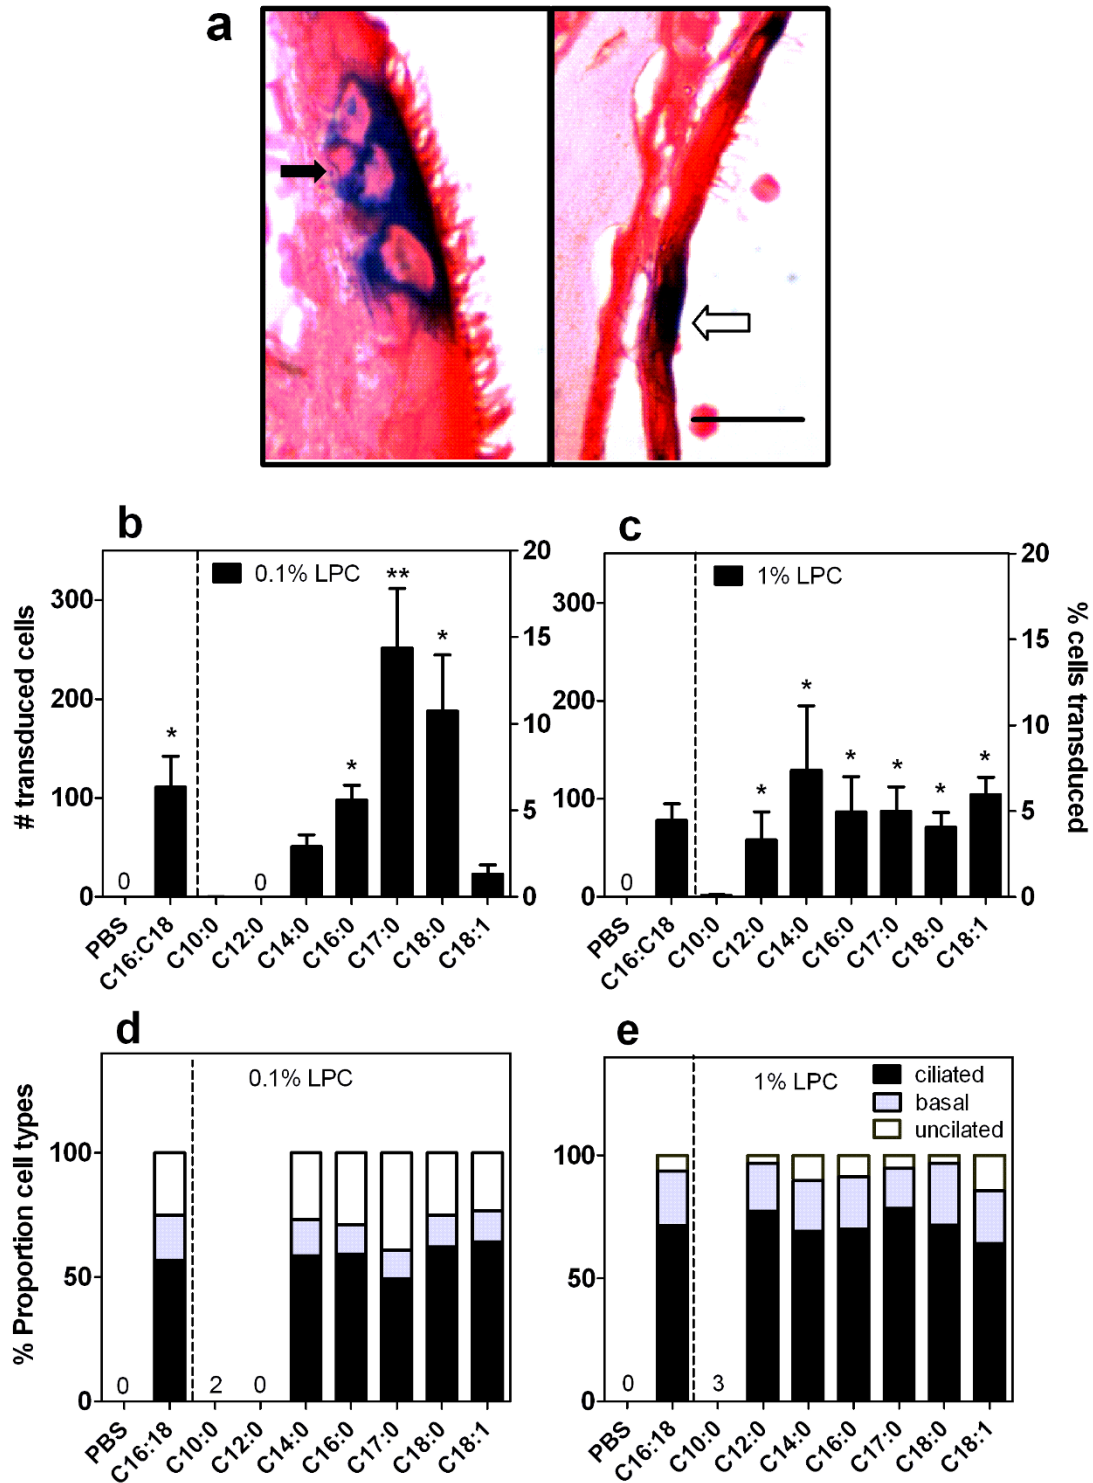 a
b
c
0.1% LPC
1% LPC
# transduced cells
300
200
100
0
20
15
10
5
0
**
*
*
*
0
0
PBS
C16:C18
C10:0
C12:0
C14:0
C16:0
C17:0
C18:0
C18:1
300
200
100
0
20
15
10
5
0
% cells transduced
*
*
*
*
*
*
0
PBS
C16:C18
C10:0
C12:0
C14:0
C16:0
C17:0
C18:0
C18:1
d
e
0.1% LPC
% Proportion cell types
100
50
0
0
2
0
PBS
C16:18
C10:0
C12:0
C14:0
C16:0
C17:0
C18:0
C18:1
1% LPC
ciliated
basal
uncilated
100
50
0
0
3
PBS
C16:18
C10:0
C12:0
C14:0
C16:0
C17:0
C18:0
C18:1